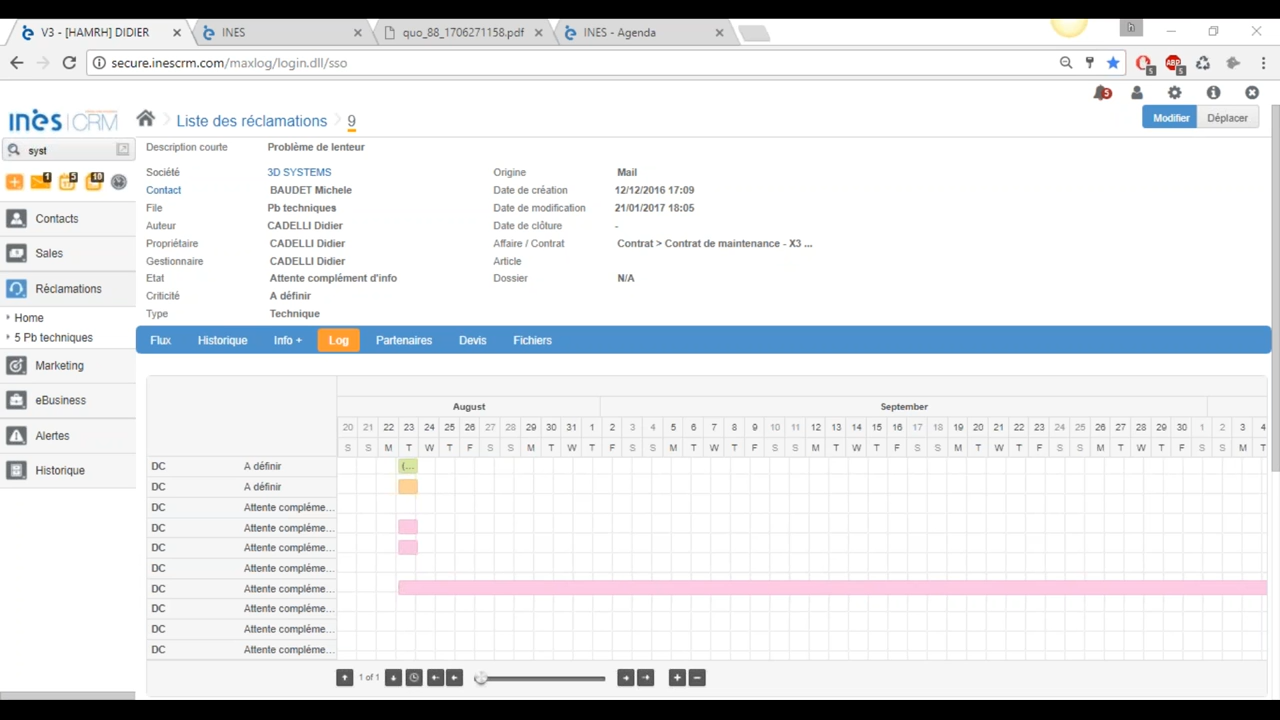 V3 - [HAMRH] DIDIER
INES
quo_88_1706271158.pdf
INES - Agenda
h
secure.inescrm.com/maxlog/login.dll/sso
5
ABP
5
5
inès CRM
Liste des réclamations
9
Modifier
Déplacer
syst
1
5
10
Contacts
Sales
Réclamations
Home
5 Pb techniques
Marketing
eBusiness
Alertes
Historique
Description courte
Problème de lenteur
Société
3D SYSTEMS
Origine
Mail
Contact
BAUDET Michele
Date de création
12/12/2016 17:09
File
Pb techniques
Date de modification
21/01/2017 18:05
Auteur
CADELLI Didier
Date de clôture
-
Propriétaire
CADELLI Didier
Affaire / Contrat
Contrat > Contrat de maintenance - X3 ...
Gestionnaire
CADELLI Didier
Article
Etat
Attente complément d'info
Dossier
N/A
Criticité
A définir
Type
Technique
Flux
Historique
Info +
Log
Partenaires
Devis
Fichiers
August
September
20 21 22 23 24 25 26 27 28 29 30 31 1 2 3 4 5 6 7 8 9 10 11 12 13 14 15 16 17 18 19 20 21 22 23 24 25 26 27 28 29 30 1 2 3 4
S S M T W T F S S M T W T F S S M T W T F S S M T W T F S S M T W T F S S M T W T F S S M T
DC A définir (...
DC A définir
DC Attente compléme...
DC Attente compléme...
DC Attente compléme...
DC Attente compléme...
DC Attente compléme...
DC Attente compléme...
DC Attente compléme...
DC Attente compléme...
1 of 1